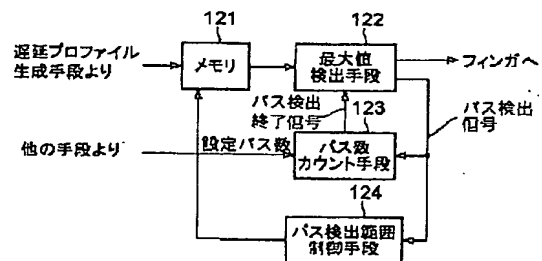 121
122
遅延プロファイル
生成手段より
メモリ
最大値
検出手段
フィンガへ
パス検出
終了信号
123
パス検出
信号
他の手段より
設定パス数
パス数
カウント手段
124
パス検出範囲
制御手段